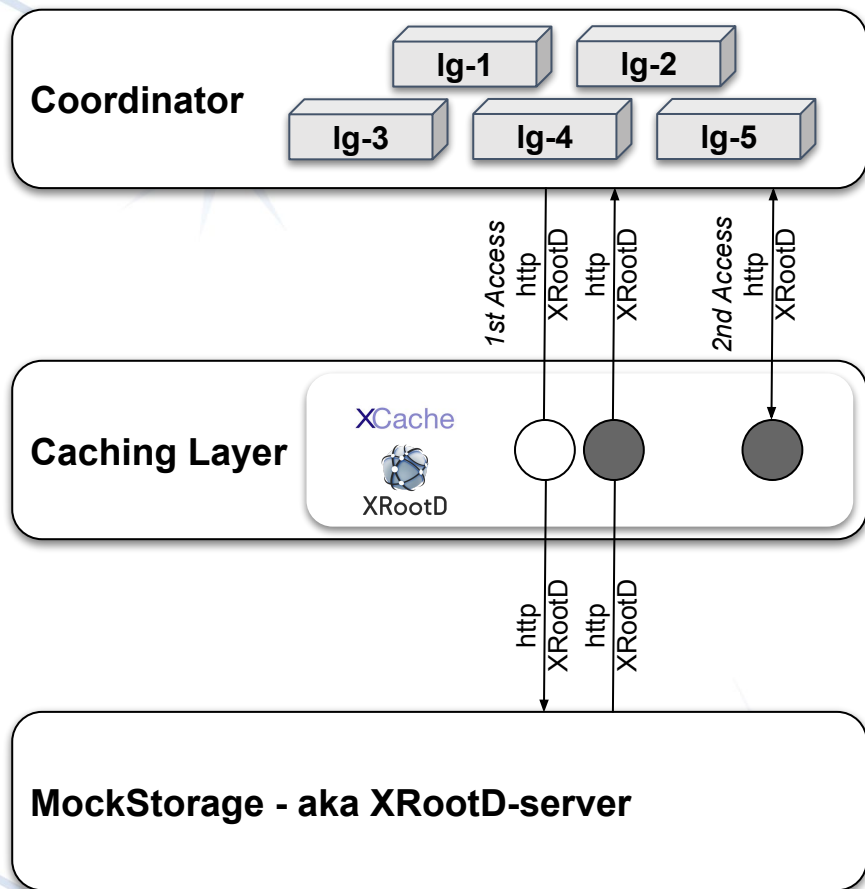 lg-1
lg-2
Coordinator
lg-3
lg-4
lg-5
1st Access
http
XRootD
http
XRootD
2nd Access
http
XRootD
XCache
Caching Layer
XRootD
http
XRootD
http
XRootD
MockStorage - aka XRootD-server